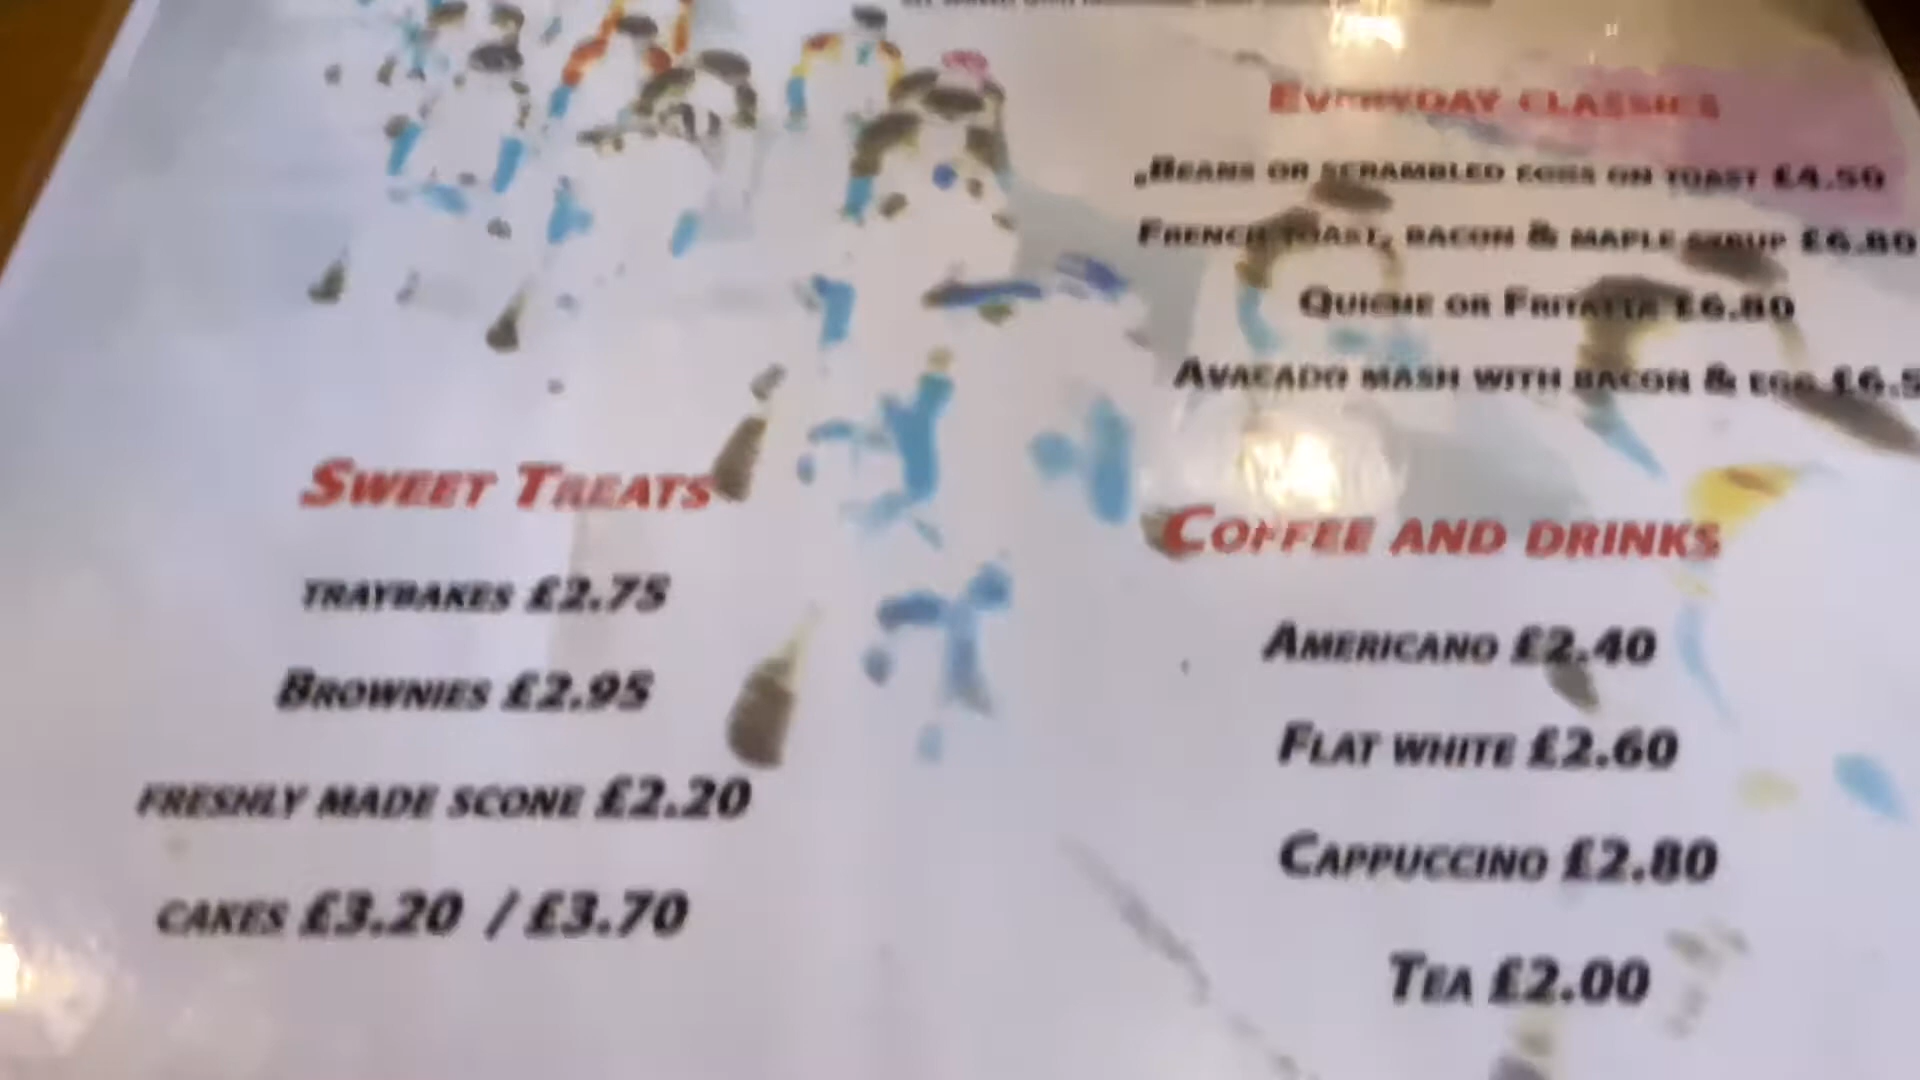 Everyday classics
Beans or scrambled eggs on toast £4.50
French toast, bacon & maple syrup £6.80
Quiche or Fritatta £6.80
Avacado mash with bacon & egg £6.5
Sweet Treats
traybakes £2.75
Brownies £2.95
freshly made scone £2.20
cakes £3.20 / £3.70
Coffee and drinks
Americano £2.40
Flat white £2.60
Cappuccino £2.80
Tea £2.00